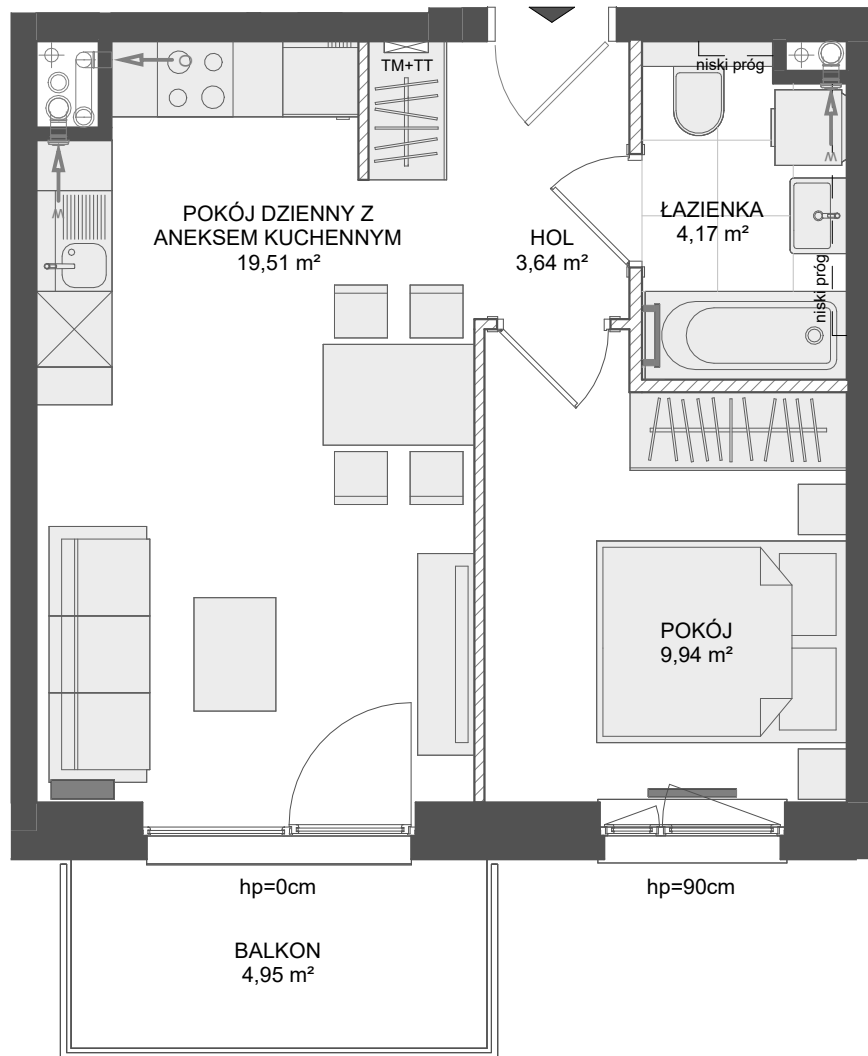 TM+TT
niski próg
POKÓJ DZIENNY Z
ANEKSEM KUCHENNYM
19,51 m²
HOL
3,64 m²
ŁAZIENKA
4,17 m²
niski próg
POKÓJ
9,94 m²
hp=0cm
hp=90cm
BALKON
4,95 m²